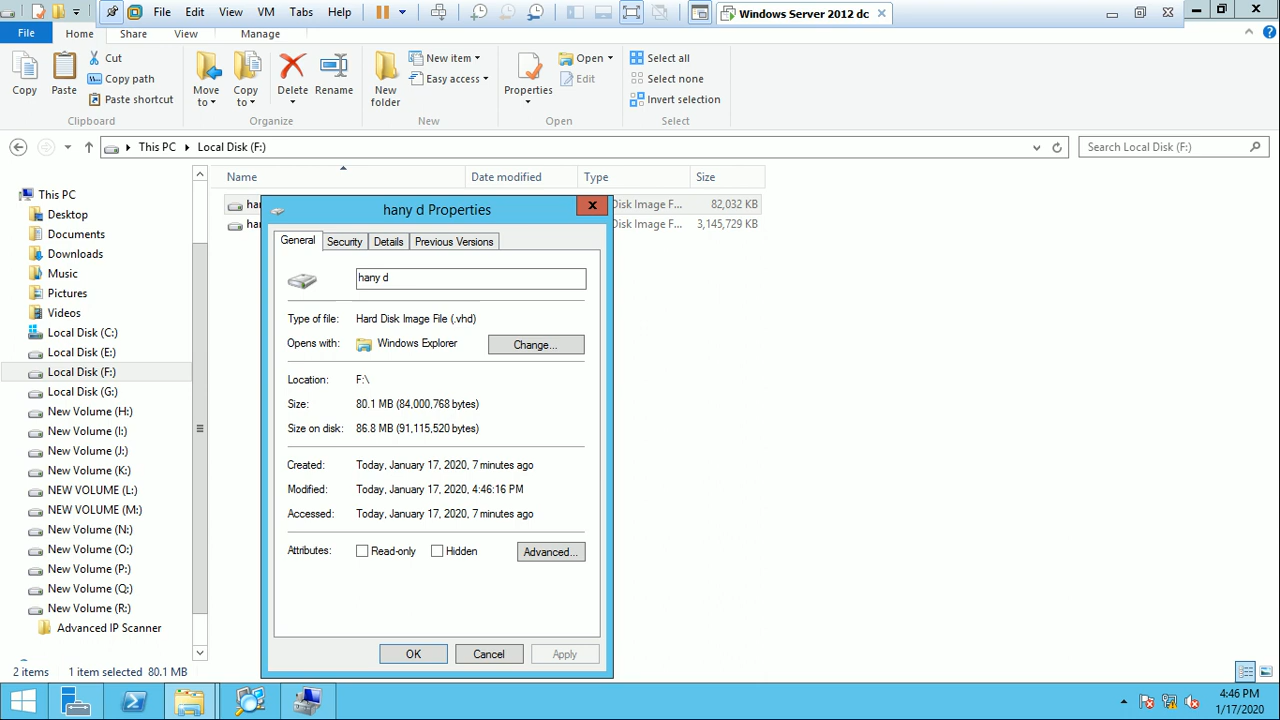 File Edit View VM Tabs Help
Windows Server 2012 dc
File Home Share View Manage
Copy
Paste
Cut
Copy path
Paste shortcut
Clipboard
Move to
Copy to
Delete
Rename
Organize
New folder
New item
Easy access
New
Properties
Open
Edit
Open
Select all
Select none
Invert selection
Select
This PC Local Disk (F:)
Search Local Disk (F:)
This PC
Desktop
Documents
Downloads
Music
Pictures
Videos
Local Disk (C:)
Local Disk (E:)
Local Disk (F:)
Local Disk (G:)
New Volume (H:)
New Volume (I:)
New Volume (J:)
New Volume (K:)
NEW VOLUME (L:)
NEW VOLUME (M:)
New Volume (N:)
New Volume (O:)
New Volume (P:)
New Volume (Q:)
New Volume (R:)
Advanced IP Scanner
Name Date modified Type Size
Disk Image F... 82,032 KB
Disk Image F... 3,145,729 KB
hany d Properties
General Security Details Previous Versions
hany d
Type of file: Hard Disk Image File (.vhd)
Opens with: Windows Explorer Change...
Location: F:\
Size: 80.1 MB (84,000,768 bytes)
Size on disk: 86.8 MB (91,115,520 bytes)
Created: Today, January 17, 2020, 7 minutes ago
Modified: Today, January 17, 2020, 4:46:16 PM
Accessed: Today, January 17, 2020, 7 minutes ago
Attributes: Read-only Hidden Advanced...
OK Cancel Apply
2 items 1 item selected 80.1 MB
4:46 PM
1/17/2020